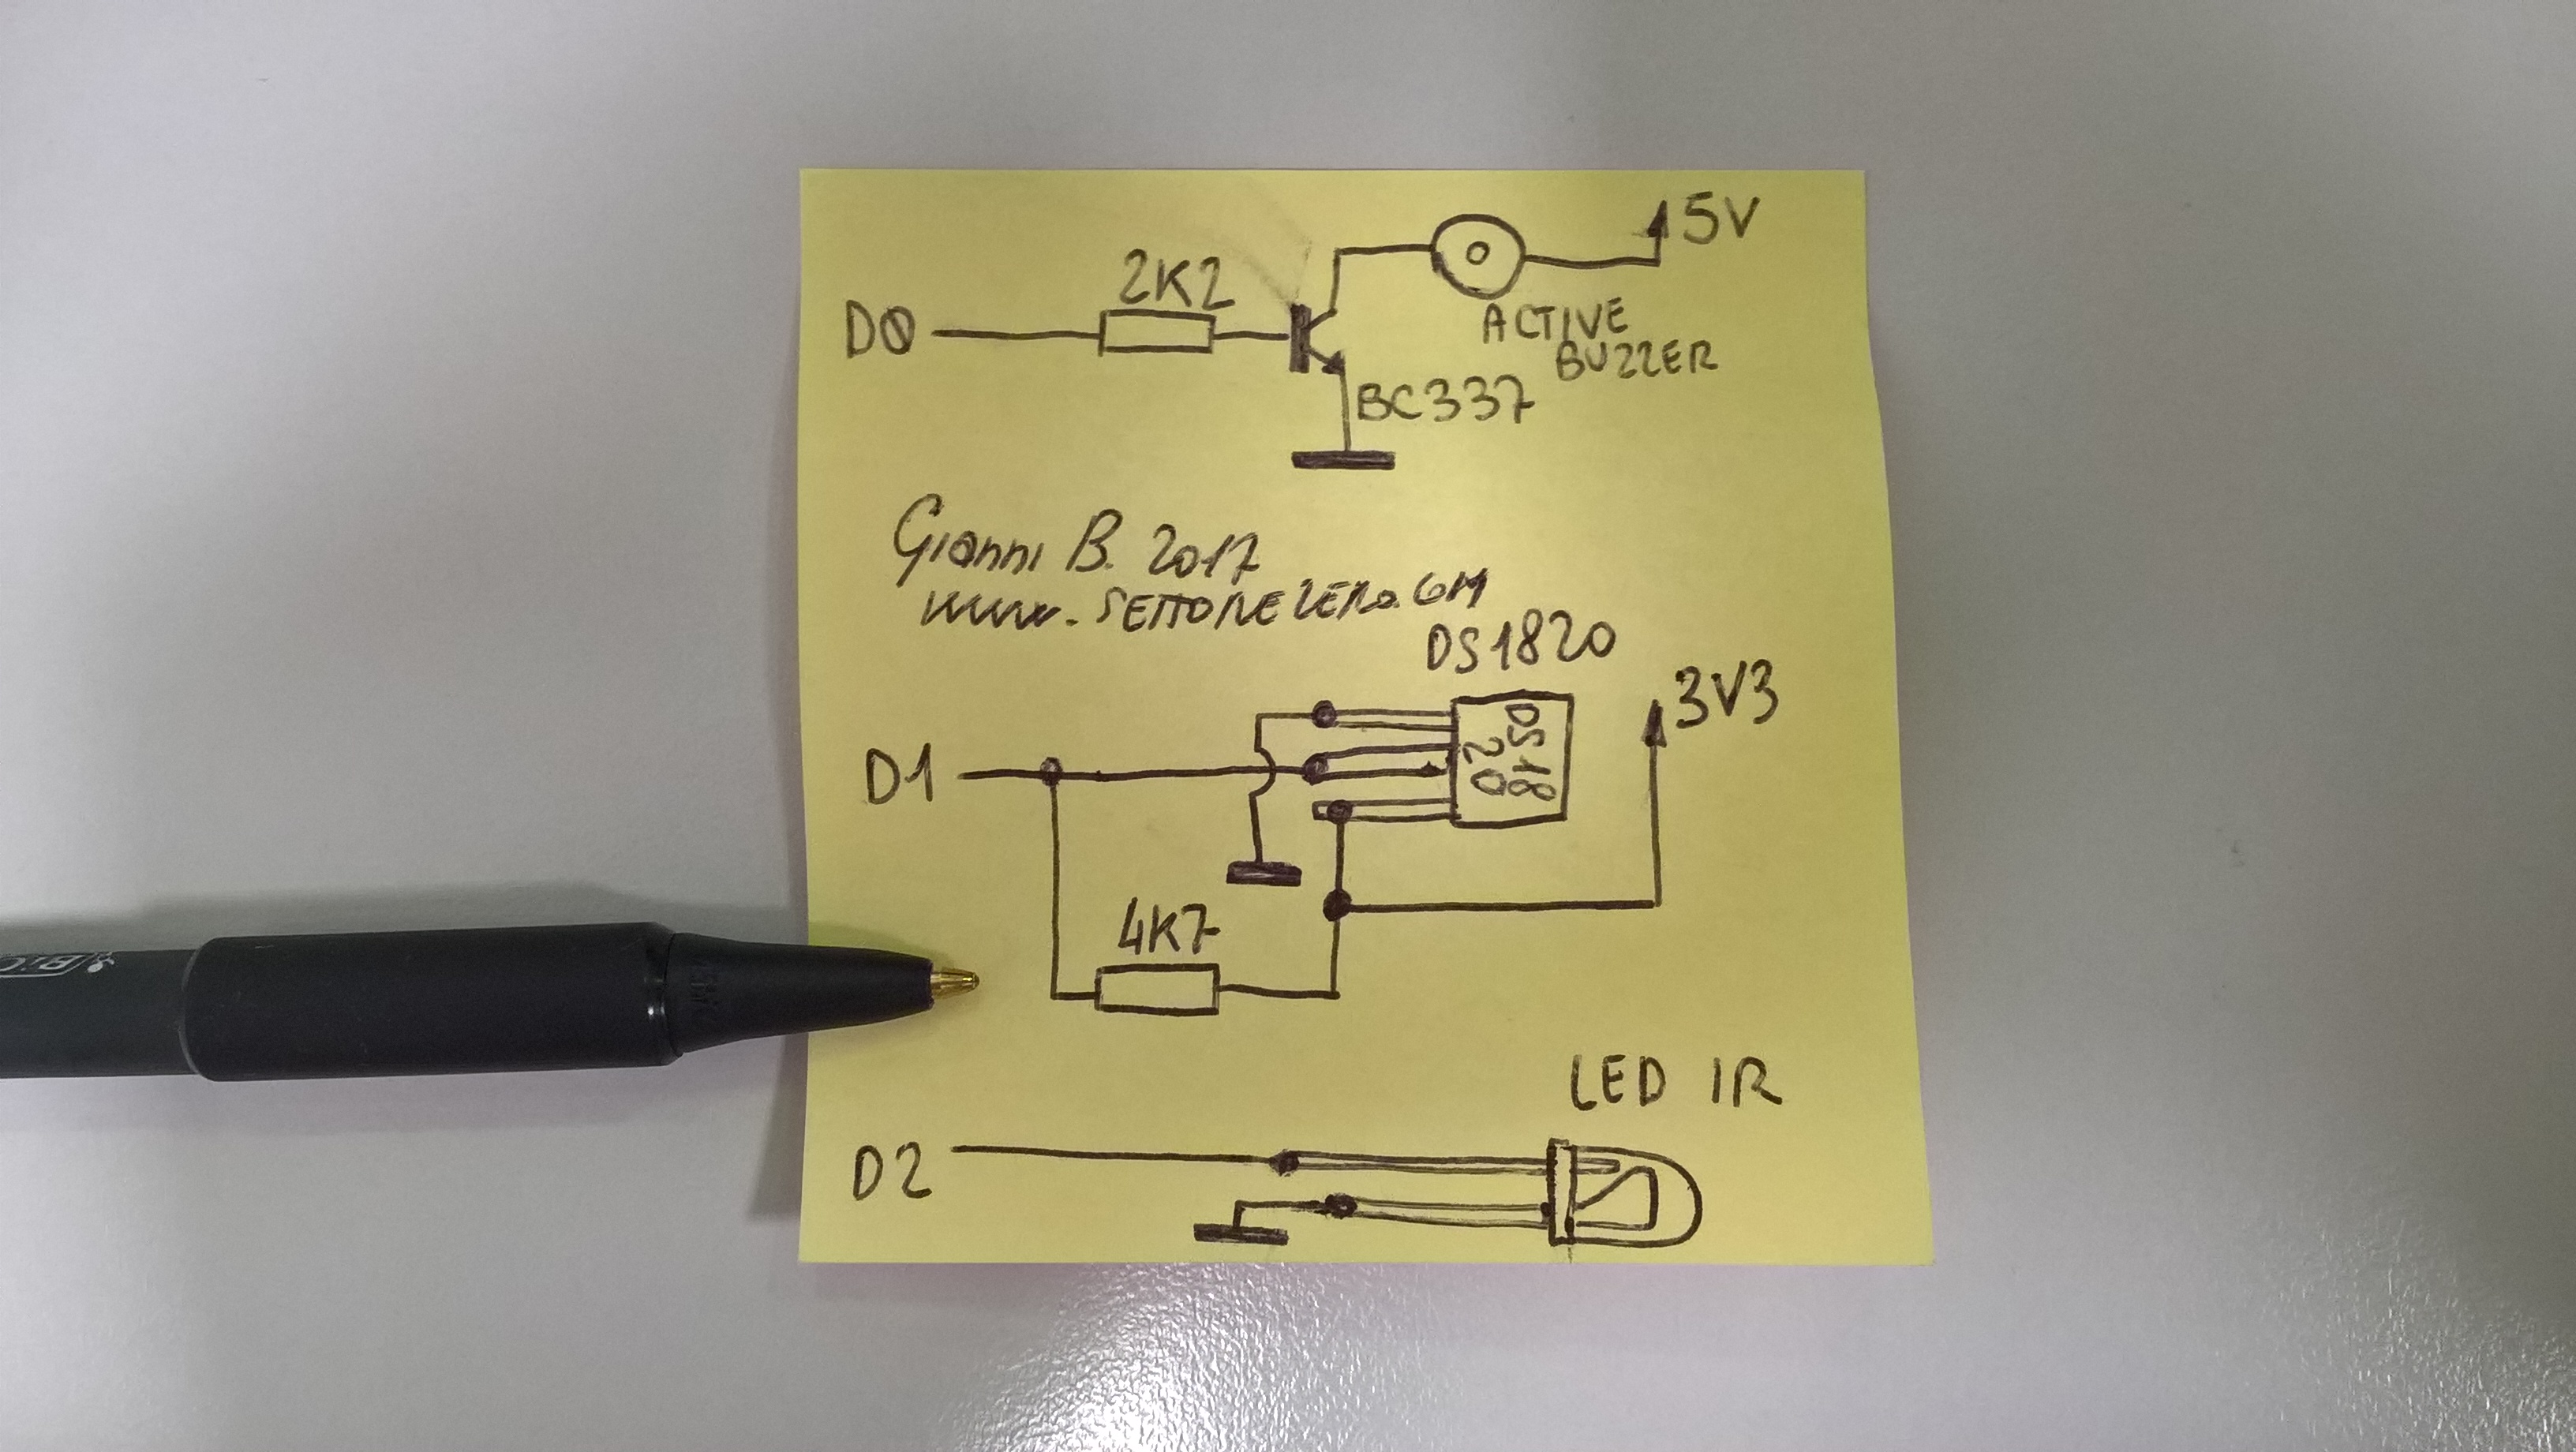 5V
2K2
D0
ACTIVE
BUZZER
BC337
Gianni B. 2017
www.SETTOREZERO.COM
DS1820
3V3
D1
DS18
20
4K7
LED IR
D2
BiC